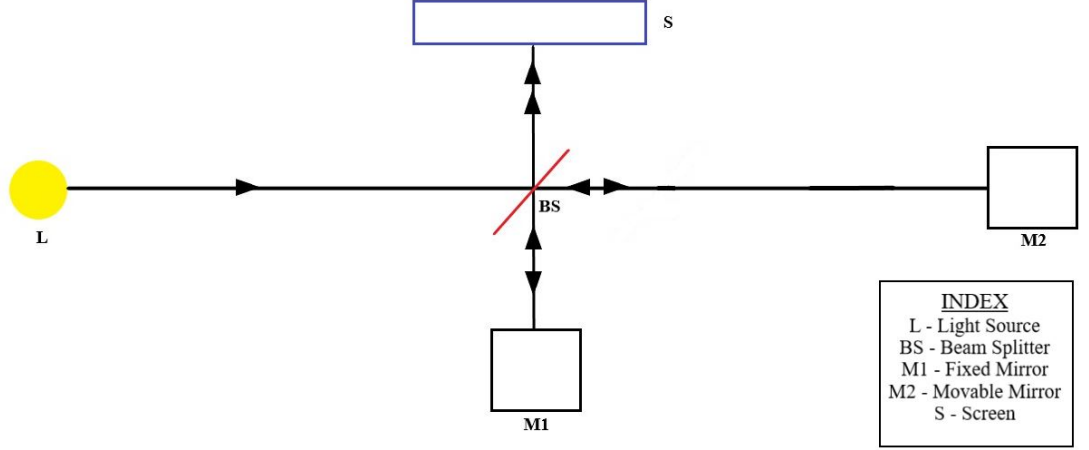 S
BS
L
M2
M1
INDEX
L - Light Source
BS - Beam Splitter
M1 - Fixed Mirror
M2 - Movable Mirror
S - Screen